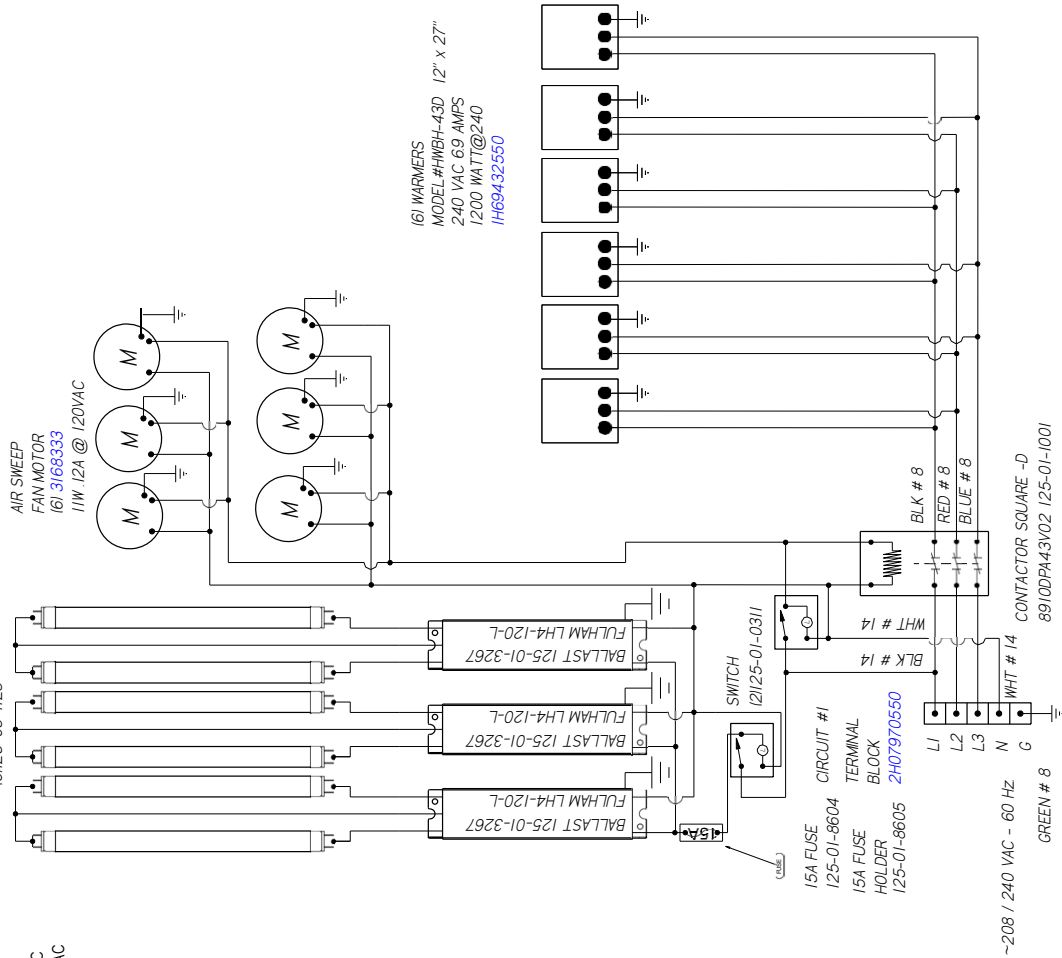 AIR SWEEP
FAN MOTOR
(6) 3168333
11W .12A @ 120VAC
M
M
M
M
M
M
(6) WARMERS
MODEL#HWBH-43D 12" x 27"
240 VAC 6.9 AMPS
1200 WATT@240
1H69432550
BALLAST 125-01-3267
FULHAM LH4-120-L
BALLAST 125-01-3267
FULHAM LH4-120-L
BALLAST 125-01-3267
FULHAM LH4-120-L
15A
FUSE
SWITCH
(2)125-01-0311
15A FUSE
125-01-8604
15A FUSE
HOLDER
125-01-8605
CIRCUIT #1
TERMINAL
BLOCK
2H07970550
BLK # 14
WHT # 14
BLK # 8
RED # 8
BLUE # 8
CONTACTOR SQUARE -D
8910DPA43V02 125-01-1001
L1
L2
L3
N
G
WHT # 14
~208 / 240 VAC - 60 HZ
GREEN # 8
C
AC